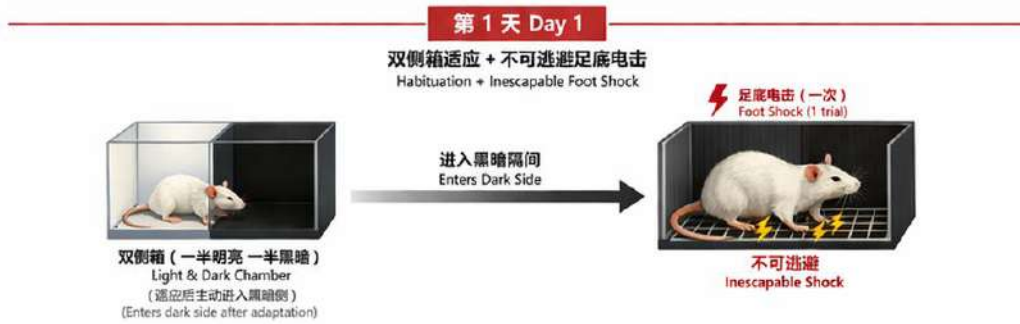 第 1 天 Day 1
双侧箱适应 + 不可逃避足底电击
Habituation + Inescapable Foot Shock
足底电击（一次）
Foot Shock (1 trial)
进入黑暗隔间
Enters Dark Side
双侧箱（一半明亮 一半黑暗）
Light & Dark Chamber
（适应后主动进入黑暗侧）
(Enters dark side after adaptation)
不可逃避
Inescapable Shock